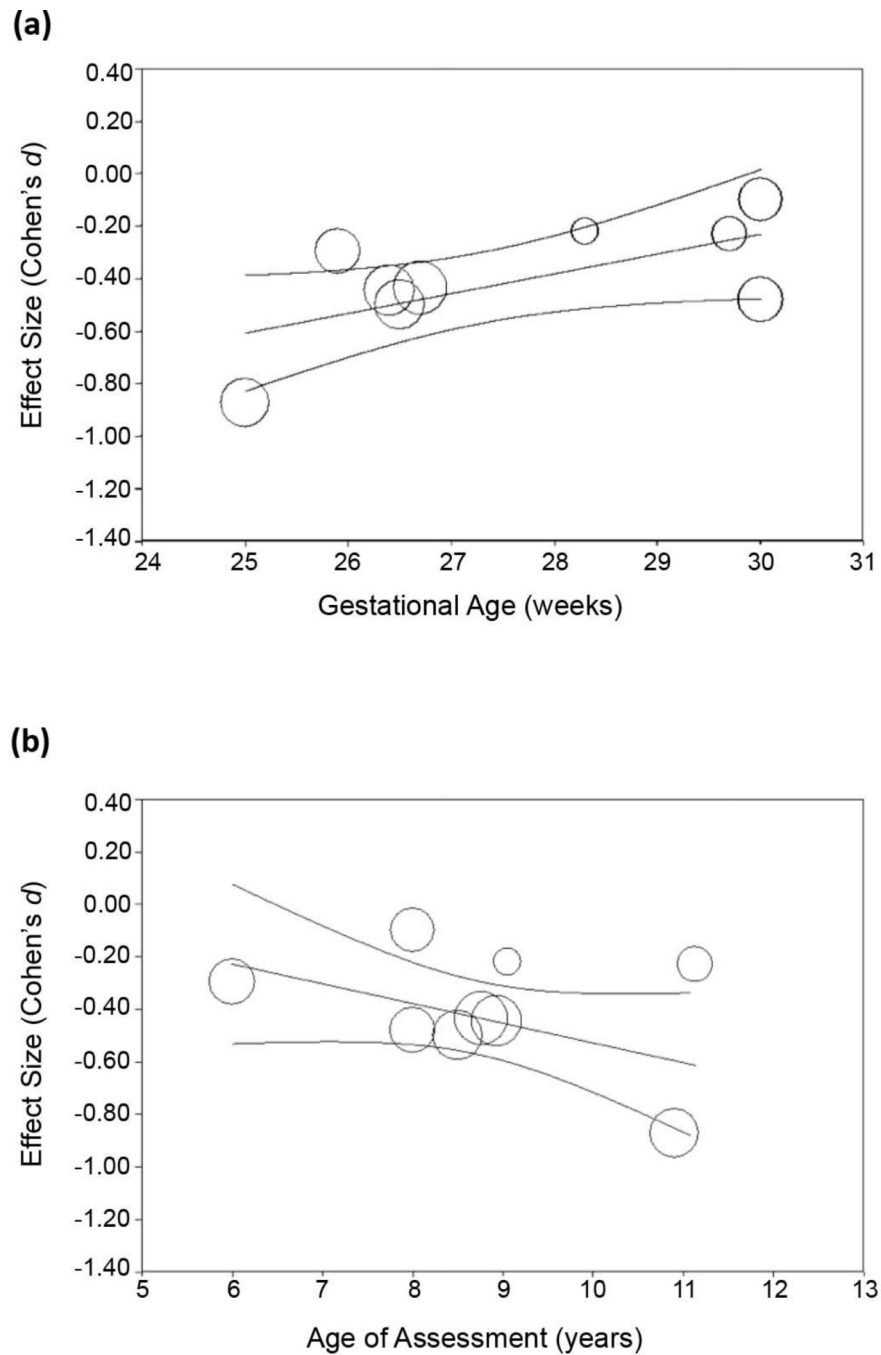 (a)
0.40
0.20
0.00
-0.20
-0.40
-0.60
-0.80
-1.00
-1.20
-1.40
Effect Size (Cohen's d)
24 25 26 27 28 29 30 31
Gestational Age (weeks)
(b)
0.40
0.20
0.00
-0.20
-0.40
-0.60
-0.80
-1.00
-1.20
-1.40
Effect Size (Cohen's d)
5 6 7 8 9 10 11 12 13
Age of Assessment (years)